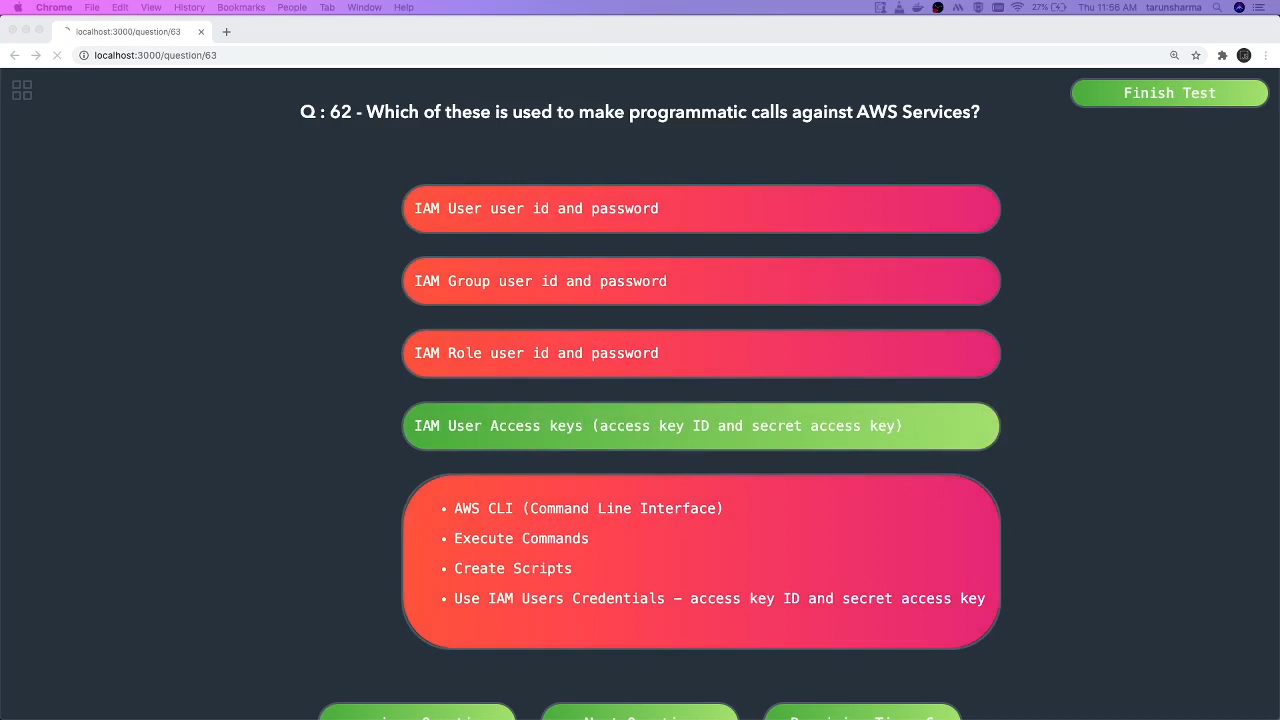 Chrome File Edit View History Bookmarks People Tab Window Help 27% Thu 11:56 AM tarunsharma
localhost:3000/question/63
localhost:3000/question/63
Finish Test
Q : 62 - Which of these is used to make programmatic calls against AWS Services?
IAM User user id and password
IAM Group user id and password
IAM Role user id and password
IAM User Access keys (access key ID and secret access key)
• AWS CLI (Command Line Interface)
• Execute Commands
• Create Scripts
• Use IAM Users Credentials – access key ID and secret access key